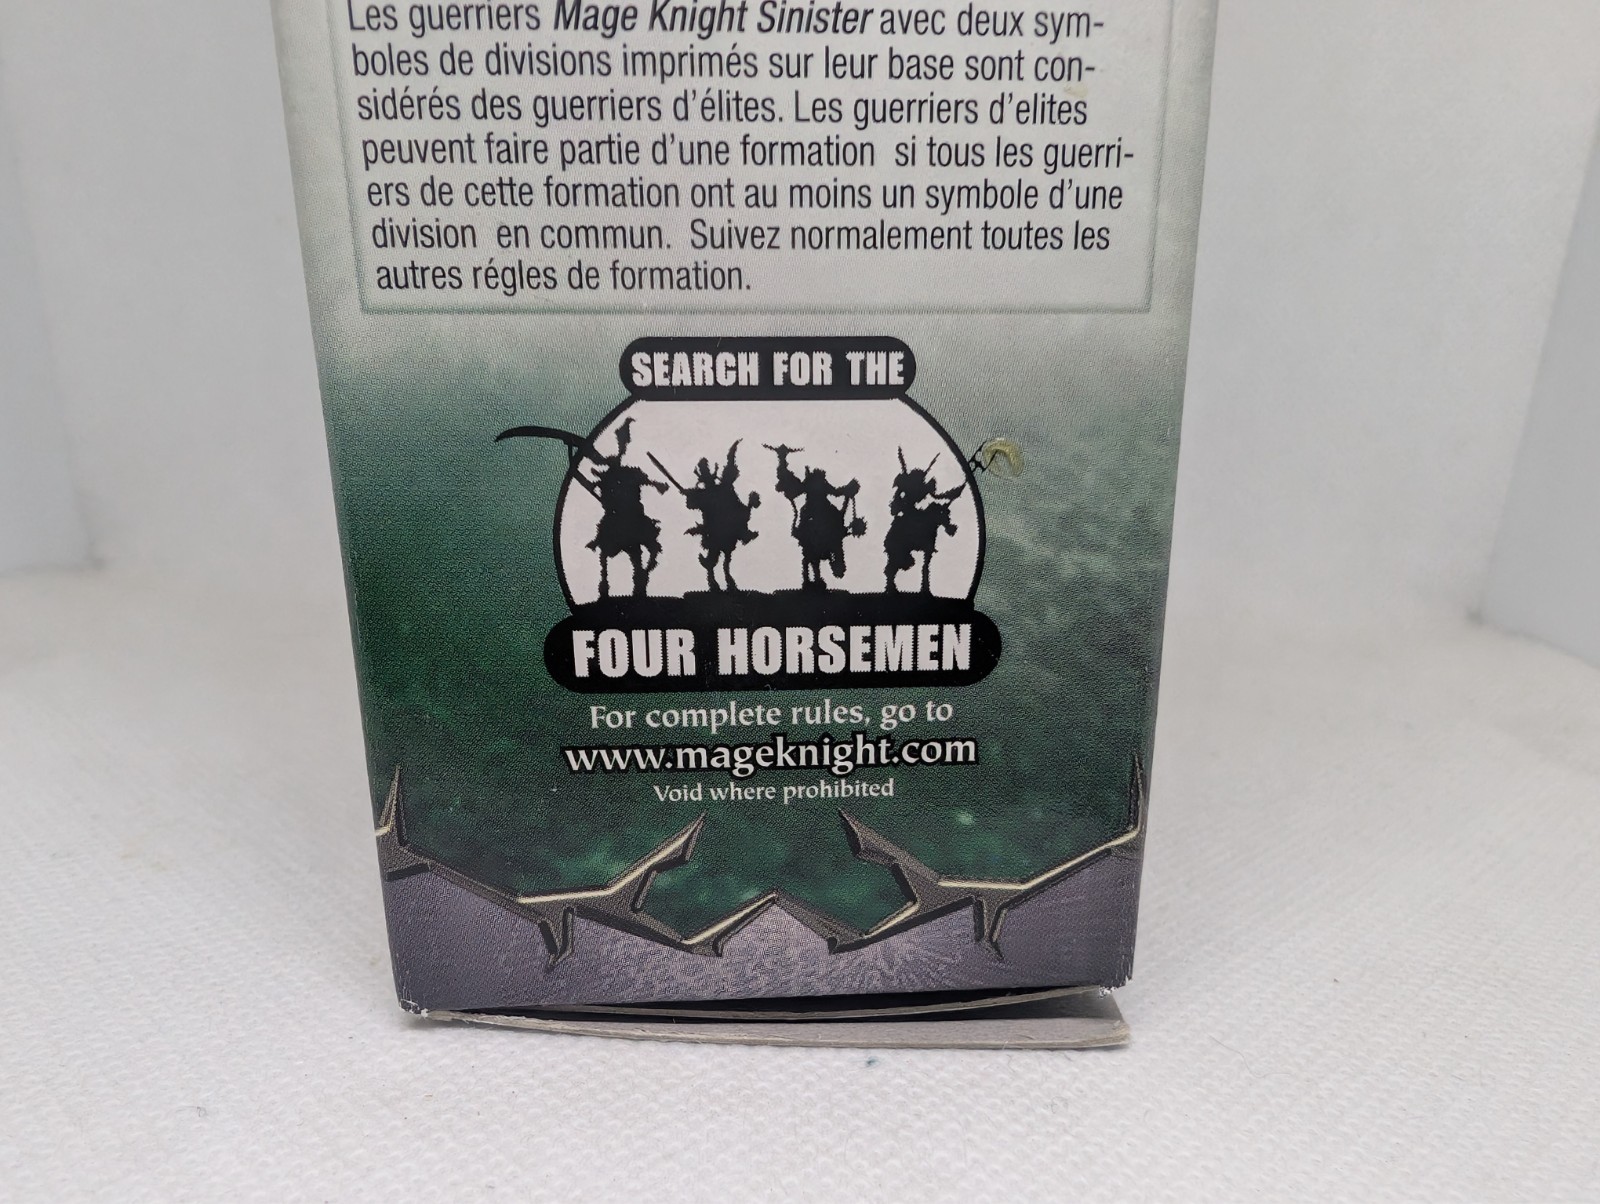 Les guerriers Mage Knight Sinister avec deux sym-
boles de divisions imprimés sur leur base sont con-
sidérés des guerriers d'élites. Les guerriers d'elites
peuvent faire partie d'une formation si tous les guerri-
ers de cette formation ont au moins un symbole d'une
division en commun. Suivez normalement toutes les
autres régles de formation.
SEARCH FOR THE
FOUR HORSEMEN
For complete rules, go to
www.mageknight.com
Void where prohibited